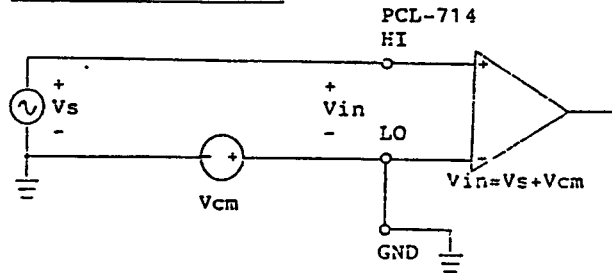 PCL-714
HI
+
+
Vs
+
Vin
-
-
LO
+
-
Vin=Vs+Vcm
Vcm
GND